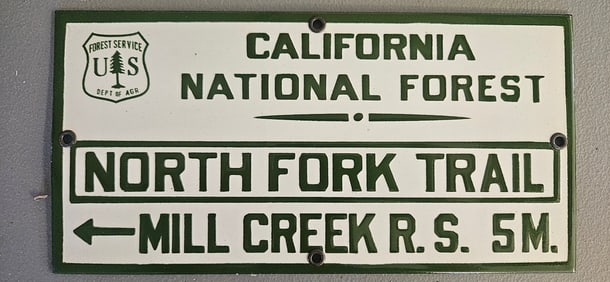 FOREST SERVICE
U S
DEPT OF AGR
CALIFORNIA
NATIONAL FOREST
NORTH FORK TRAIL
MILL CREEK R. S. 5 M.